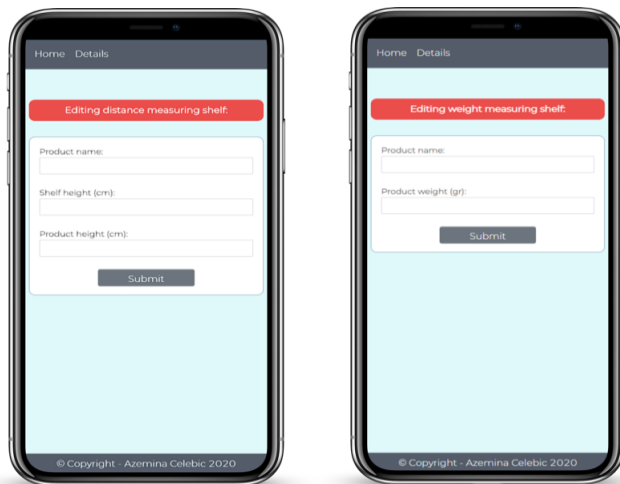 Home Details
Editing distance measuring shelf:
Product name:
Shelf height (cm):
Product height (cm):
Submit
© Copyright - Azemina Celebic 2020
Home Details
Editing weight measuring shelf:
Product name:
Product weight (gr):
Submit
© Copyright - Azemina Celebic 2020